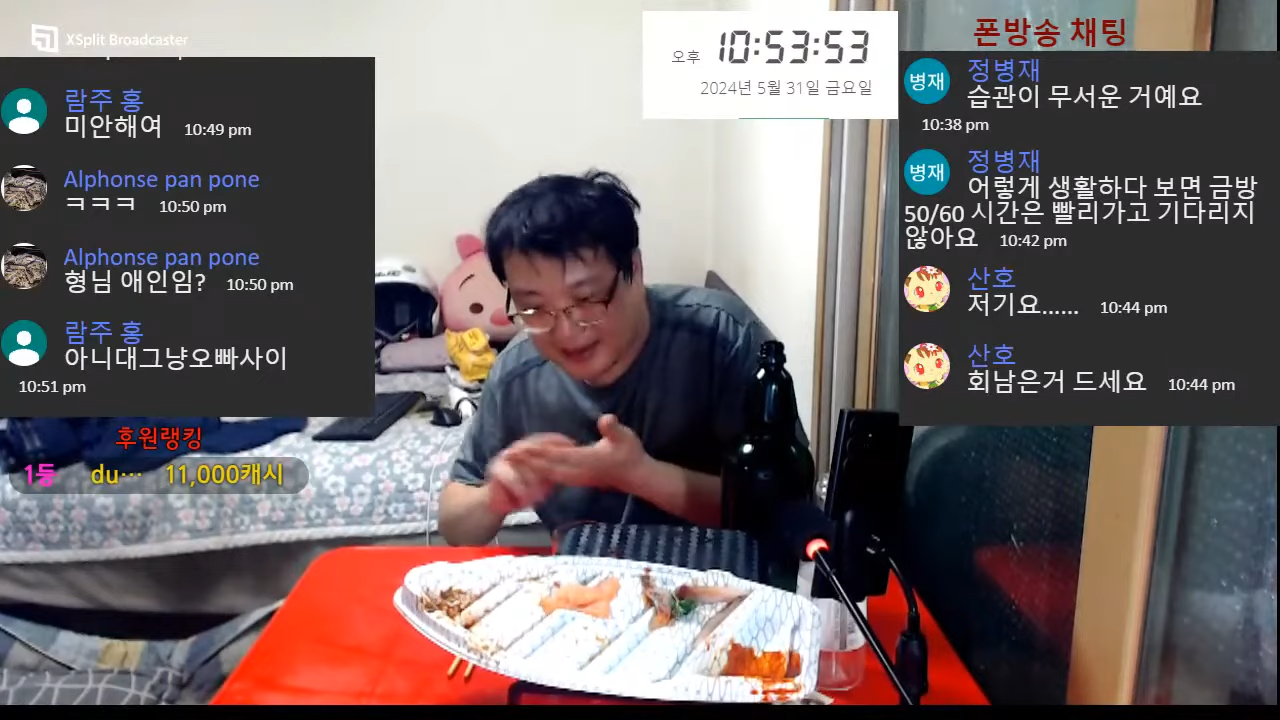 XSplit Broadcaster
람주 홍
미안해여 10:49 pm
Alphonse pan pone
ㅋㅋㅋ 10:50 pm
Alphonse pan pone
형님 애인임? 10:50 pm
람주 홍
아니대그냥오빠사이
10:51 pm
후원랭킹
1등 du… 11,000캐시
오후 10:53:53
2024년 5월 31일 금요일
폰방송 채팅
병재 정병재
습관이 무서운 거예요
10:38 pm
병재 정병재
어렇게 생활하다 보면 금방
50/60 시간은 빨리가고 기다리지
않아요 10:42 pm
산호
저기요...... 10:44 pm
산호
회남은거 드세요 10:44 pm